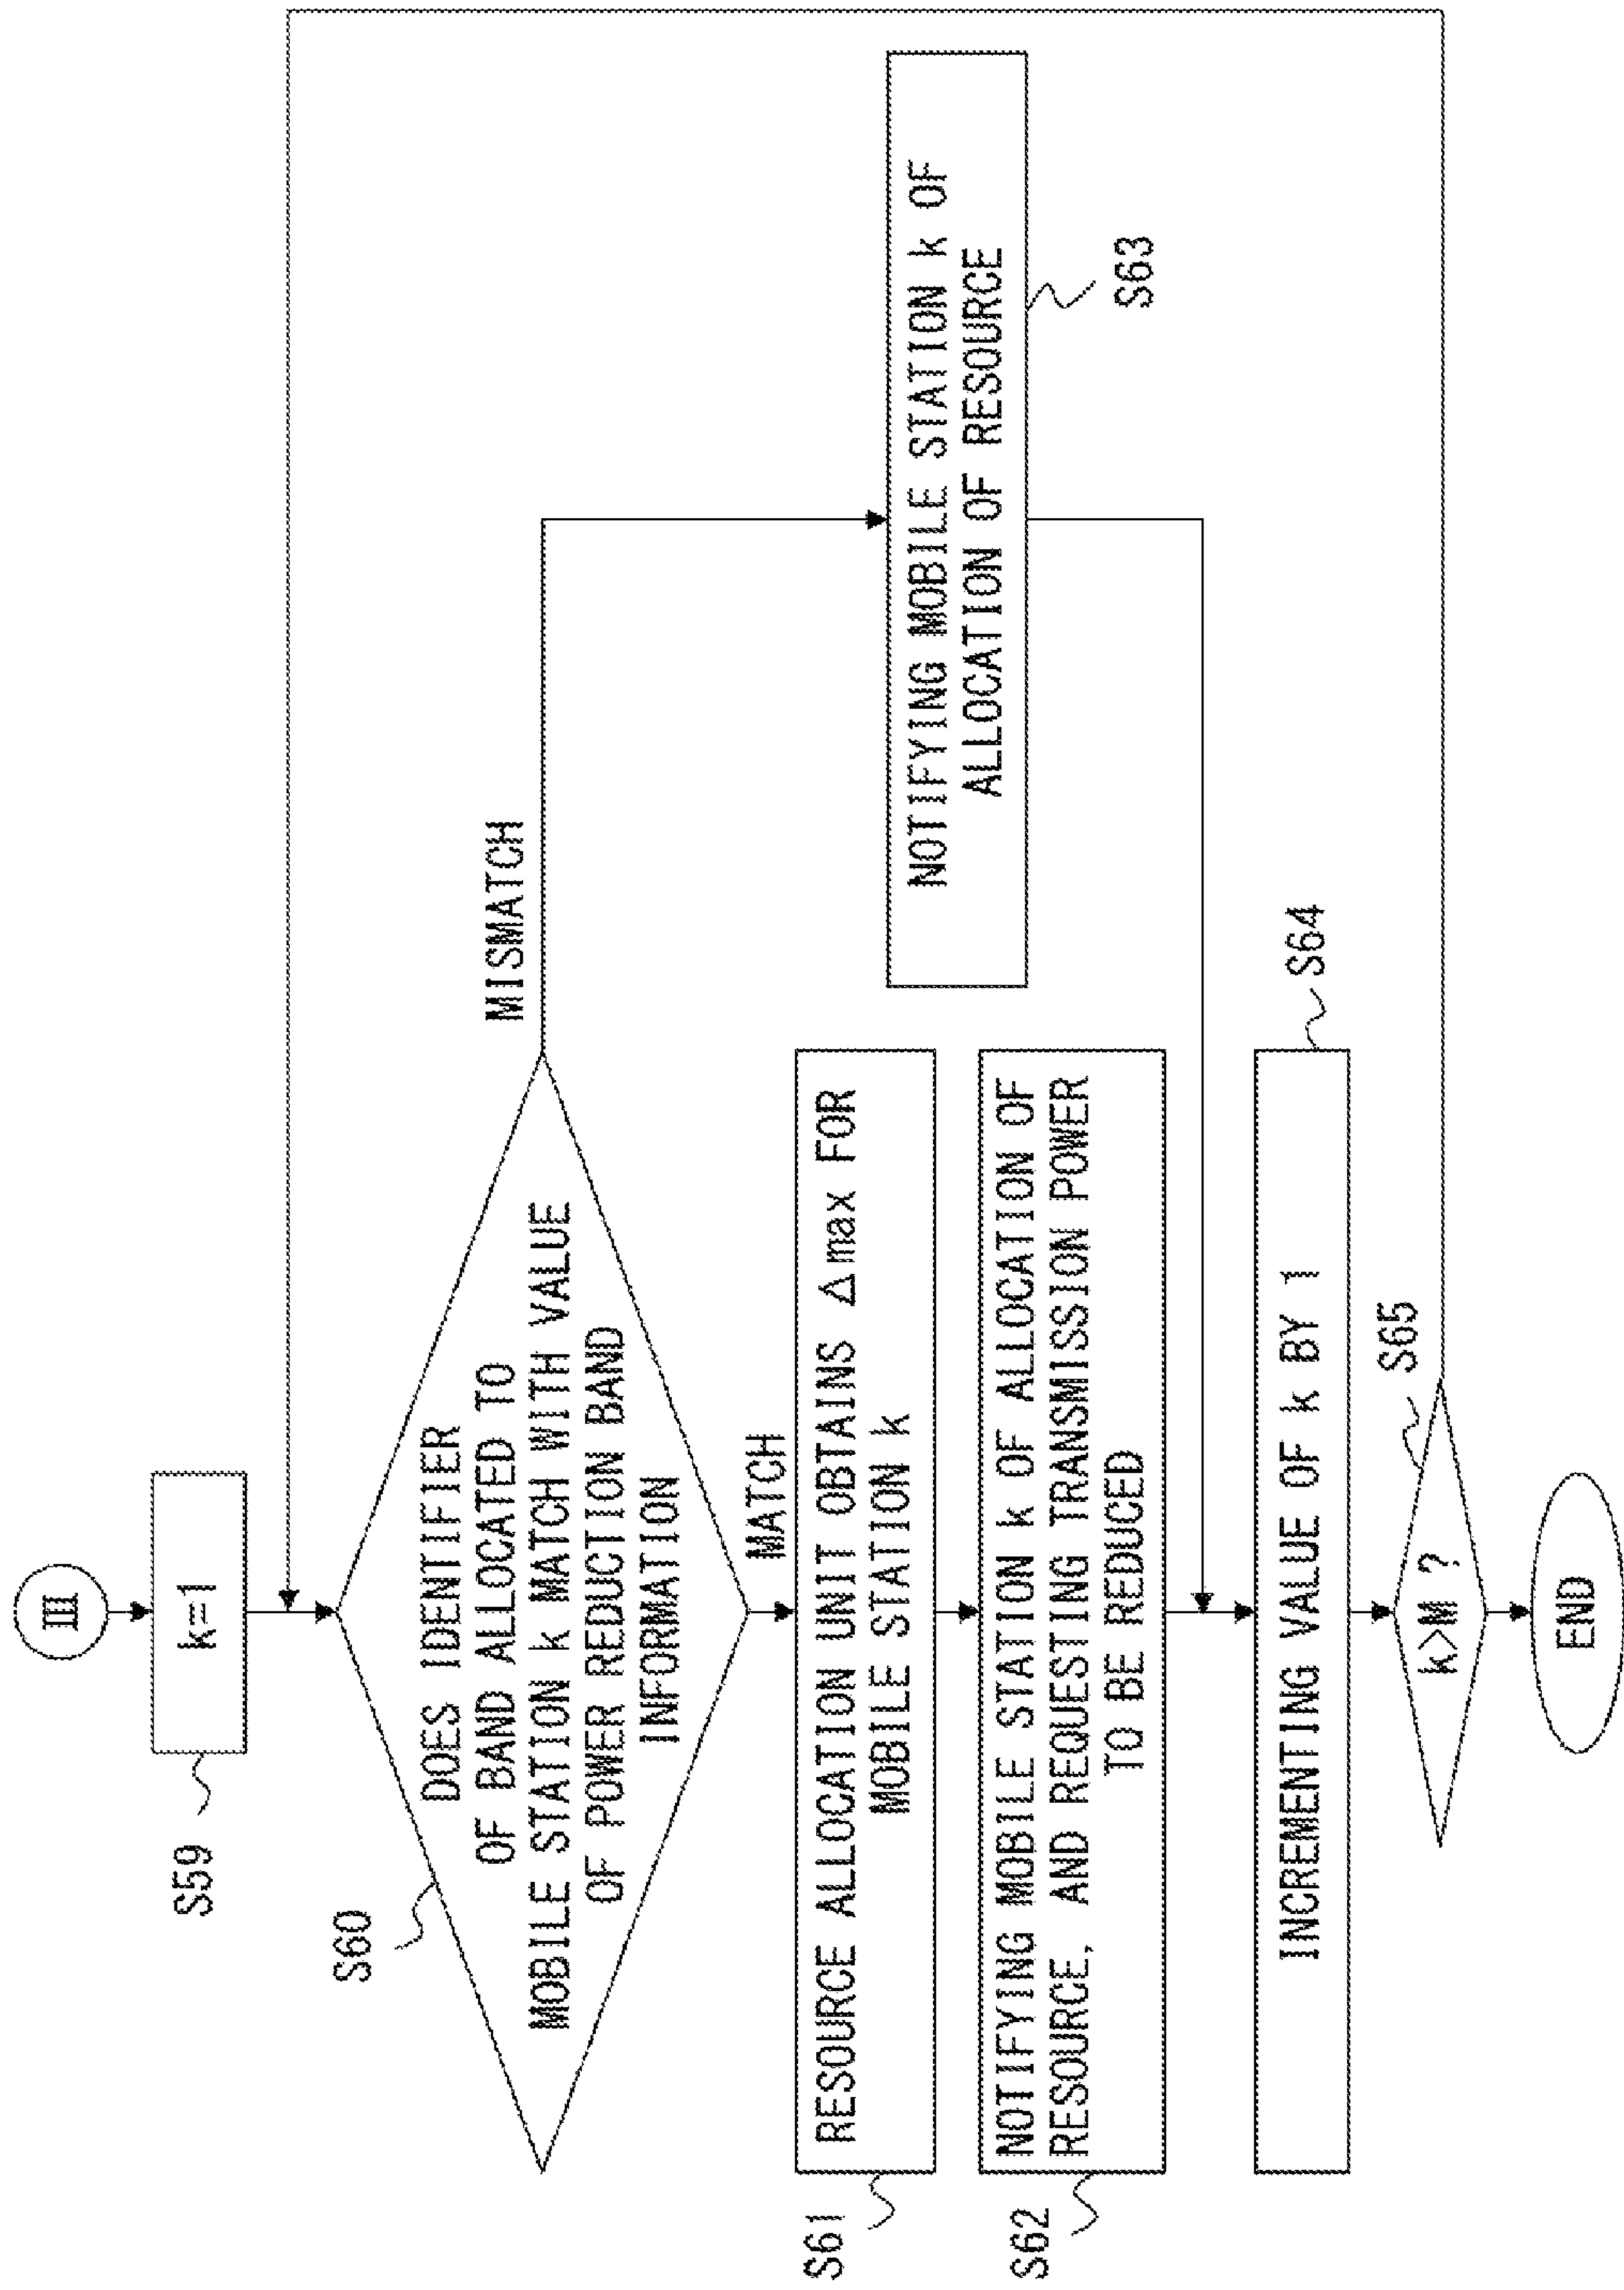 III
k=1
S59
DOES IDENTIFIER
OF BAND ALLOCATED TO
MOBILE STATION k MATCH WITH VALUE
OF POWER REDUCTION BAND
INFORMATION
S60
MISMATCH
MATCH
RESOURCE ALLOCATION UNIT OBTAINS Δmax FOR
MOBILE STATION k
S61
NOTIFYING MOBILE STATION k OF ALLOCATION OF
RESOURCE, AND REQUESTING TRANSMISSION POWER
TO BE REDUCED
S62
NOTIFYING MOBILE STATION k OF
ALLOCATION OF RESOURCE
S63
INCREMENTING VALUE OF k BY 1
S64
k>M ?
S65
END